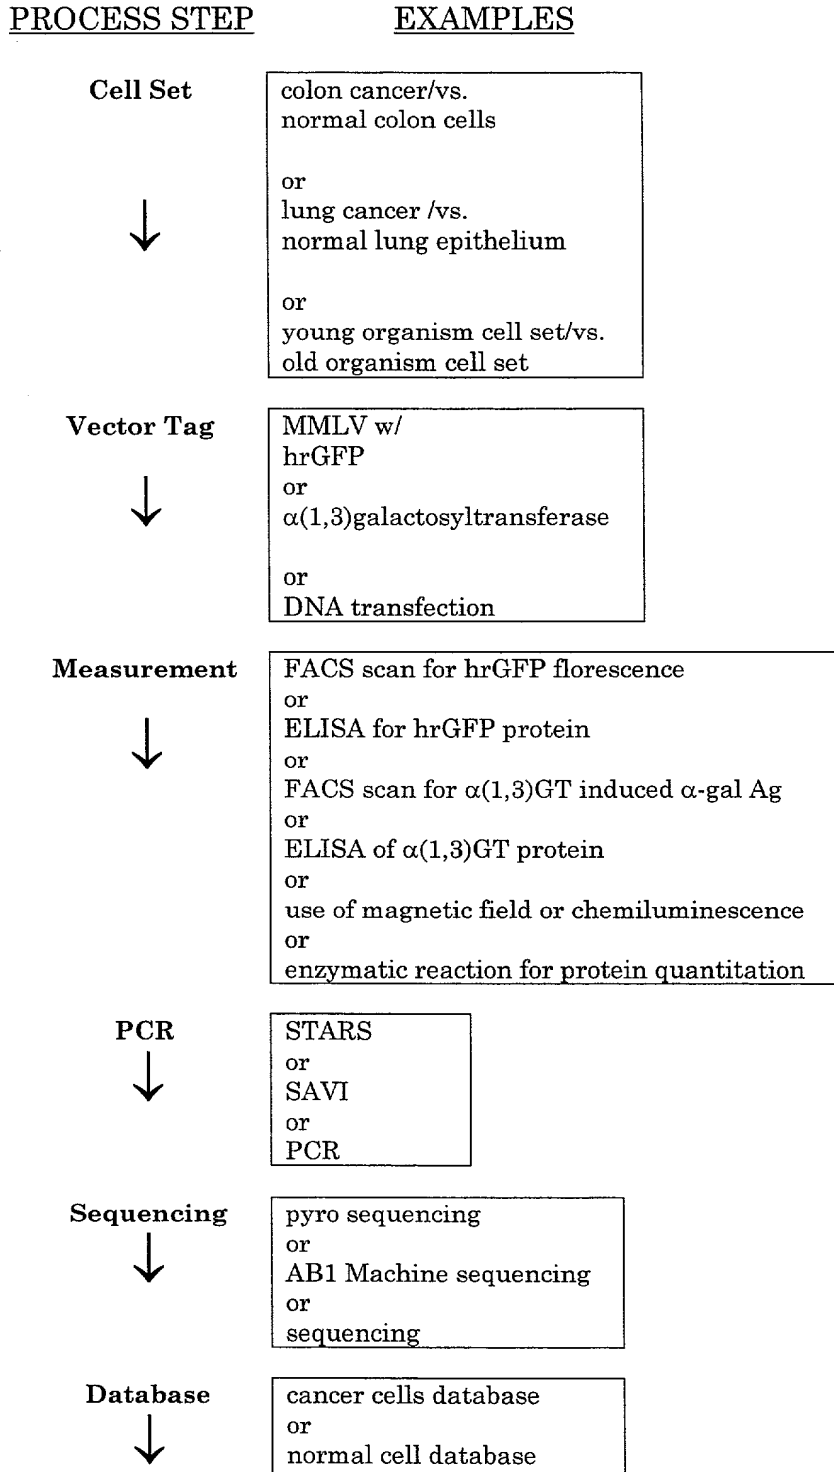 PROCESS STEP EXAMPLES
Cell Set
colon cancer/vs.
normal colon cells
or
lung cancer /vs.
normal lung epithelium
or
young organism cell set/vs.
old organism cell set
Vector Tag
MMLV w/
hrGFP
or
α(1,3)galactosyltransferase
or
DNA transfection
Measurement
FACS scan for hrGFP florescence
or
ELISA for hrGFP protein
or
FACS scan for α(1,3)GT induced α-gal Ag
or
ELISA of α(1,3)GT protein
or
use of magnetic field or chemiluminescence
or
enzymatic reaction for protein quantitation
PCR
STARS
or
SAVI
or
PCR
Sequencing
pyro sequencing
or
AB1 Machine sequencing
or
sequencing
Database
cancer cells database
or
normal cell database